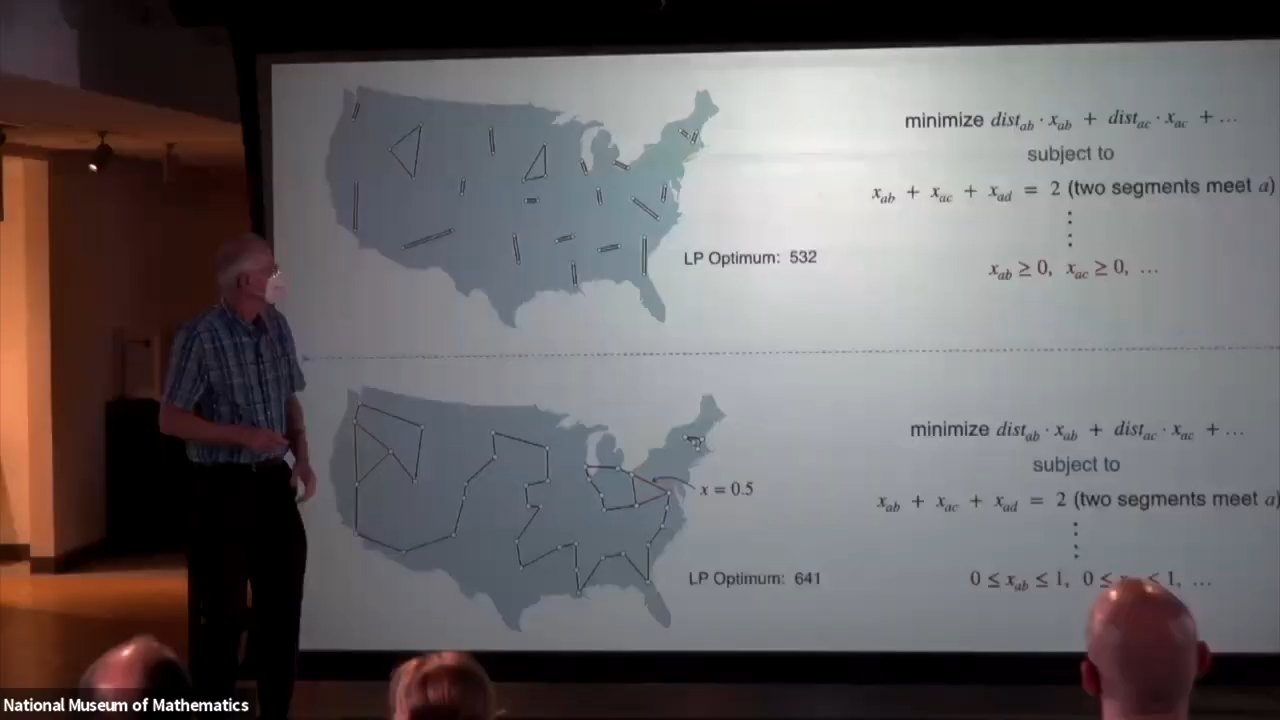 minimize dist_ab · x_ab + dist_ac · x_ac + …
subject to
x_ab + x_ac + x_ad = 2 (two segments meet a)
x_ab ≥ 0, x_ac ≥ 0, …
LP Optimum: 532
minimize dist_ab · x_ab + dist_ac · x_ac + …
subject to
x = 0.5
x_ab + x_ac + x_ad = 2 (two segments meet a)
LP Optimum: 641
0 ≤ x_ab ≤ 1, 0 ≤ ≤ 1, …
National Museum of Mathematics